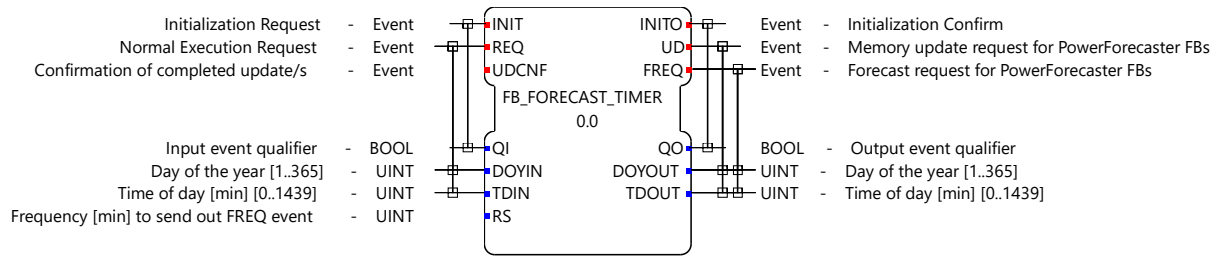 Initialization Request - Event INIT INITO Event - Initialization Confirm
Normal Execution Request - Event REQ UD Event - Memory update request for PowerForecaster FBs
Confirmation of completed update/s - Event UDCNF FREQ Event - Forecast request for PowerForecaster FBs
FB_FORECAST_TIMER
0.0
Input event qualifier - BOOL QI QO BOOL - Output event qualifier
Day of the year [1..365] - UINT DOYIN DOYOUT UINT - Day of the year [1..365]
Time of day [min] [0..1439] - UINT TDIN TDOUT UINT - Time of day [min] [0..1439]
Frequency [min] to send out FREQ event - UINT RS